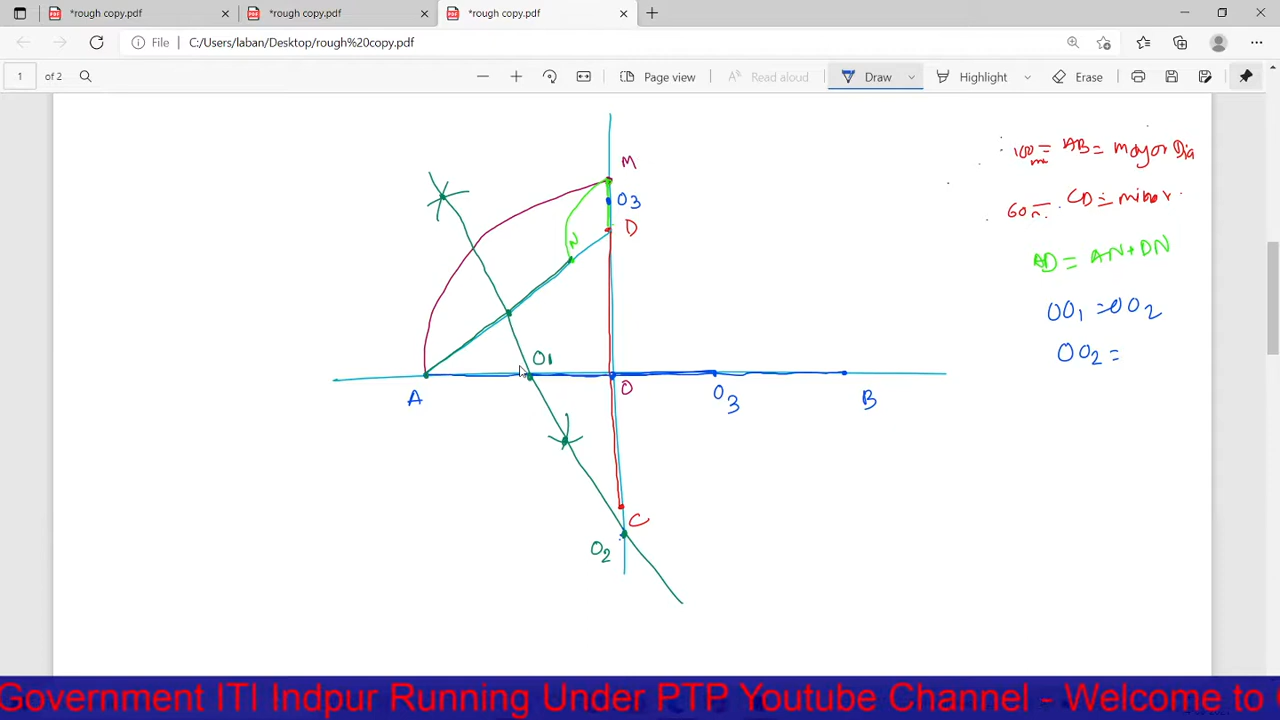 *rough copy.pdf
*rough copy.pdf
*rough copy.pdf
File
C:/Users/laban/Desktop/rough%20copy.pdf
1
of 2
Page view
Read aloud
Draw
Highlight
Erase
M
O3
D
N
O1
A
O
O3
B
C
O2
100 = AB = major Dia
60 CD = minor
AD = AN+DN
OO1 = OO2
OO2 =
Government ITI Indpur Running Under PTP Youtube Channel - Welcome to